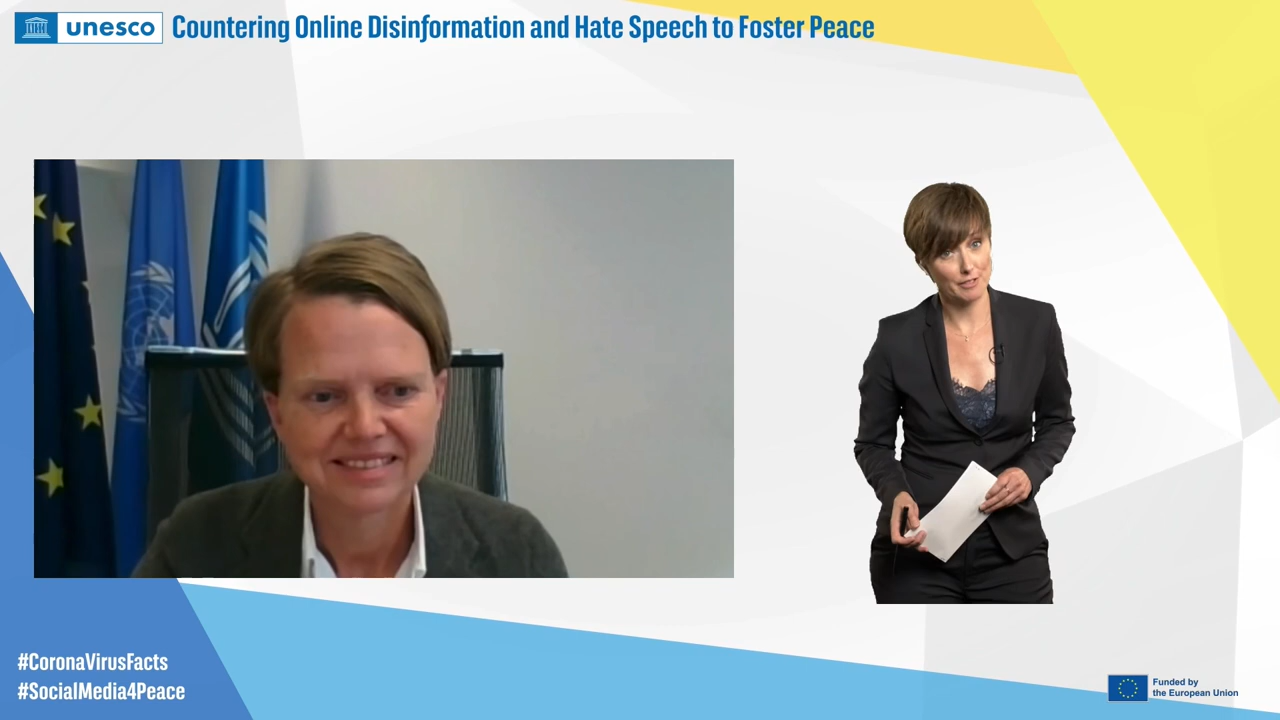 unesco
Countering Online Disinformation and Hate Speech to Foster Peace
#CoronaVirusFacts
#SocialMedia4Peace
Funded by
the European Union